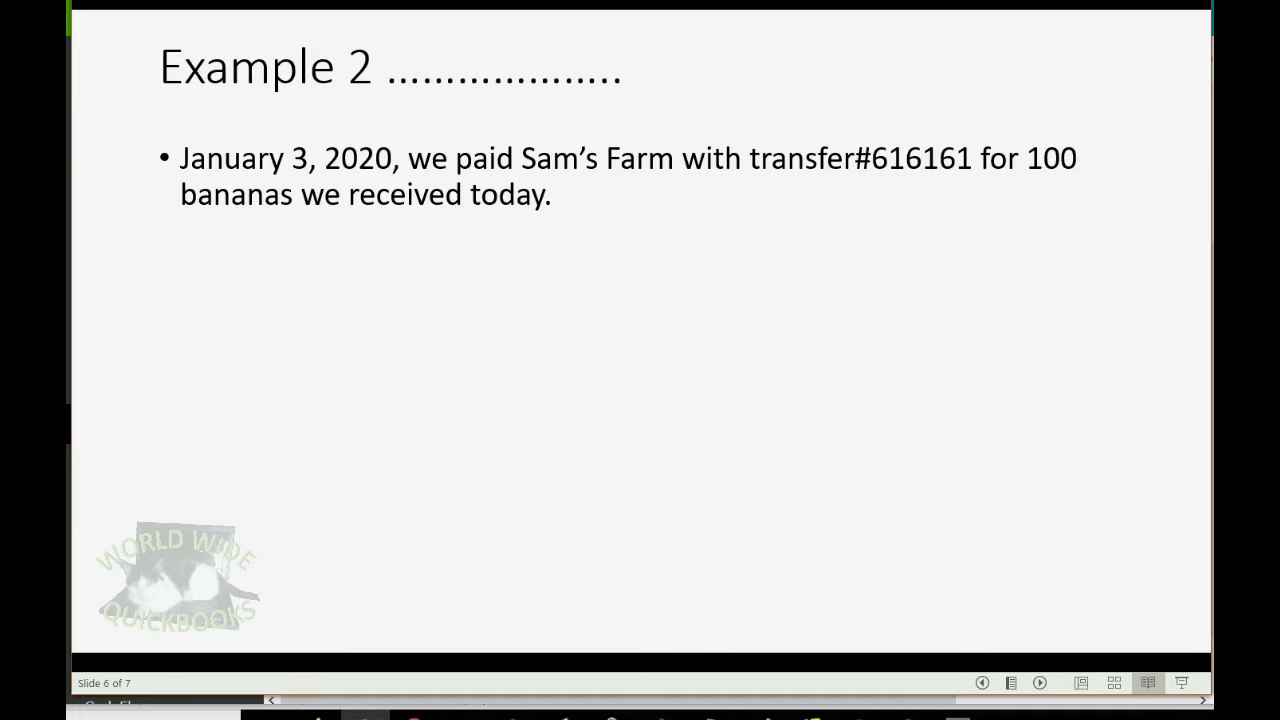 Example 2 ………………..
• January 3, 2020, we paid Sam’s Farm with transfer#616161 for 100
bananas we received today.
WORLD WIDE
QUICKBOOKS
Slide 6 of 7